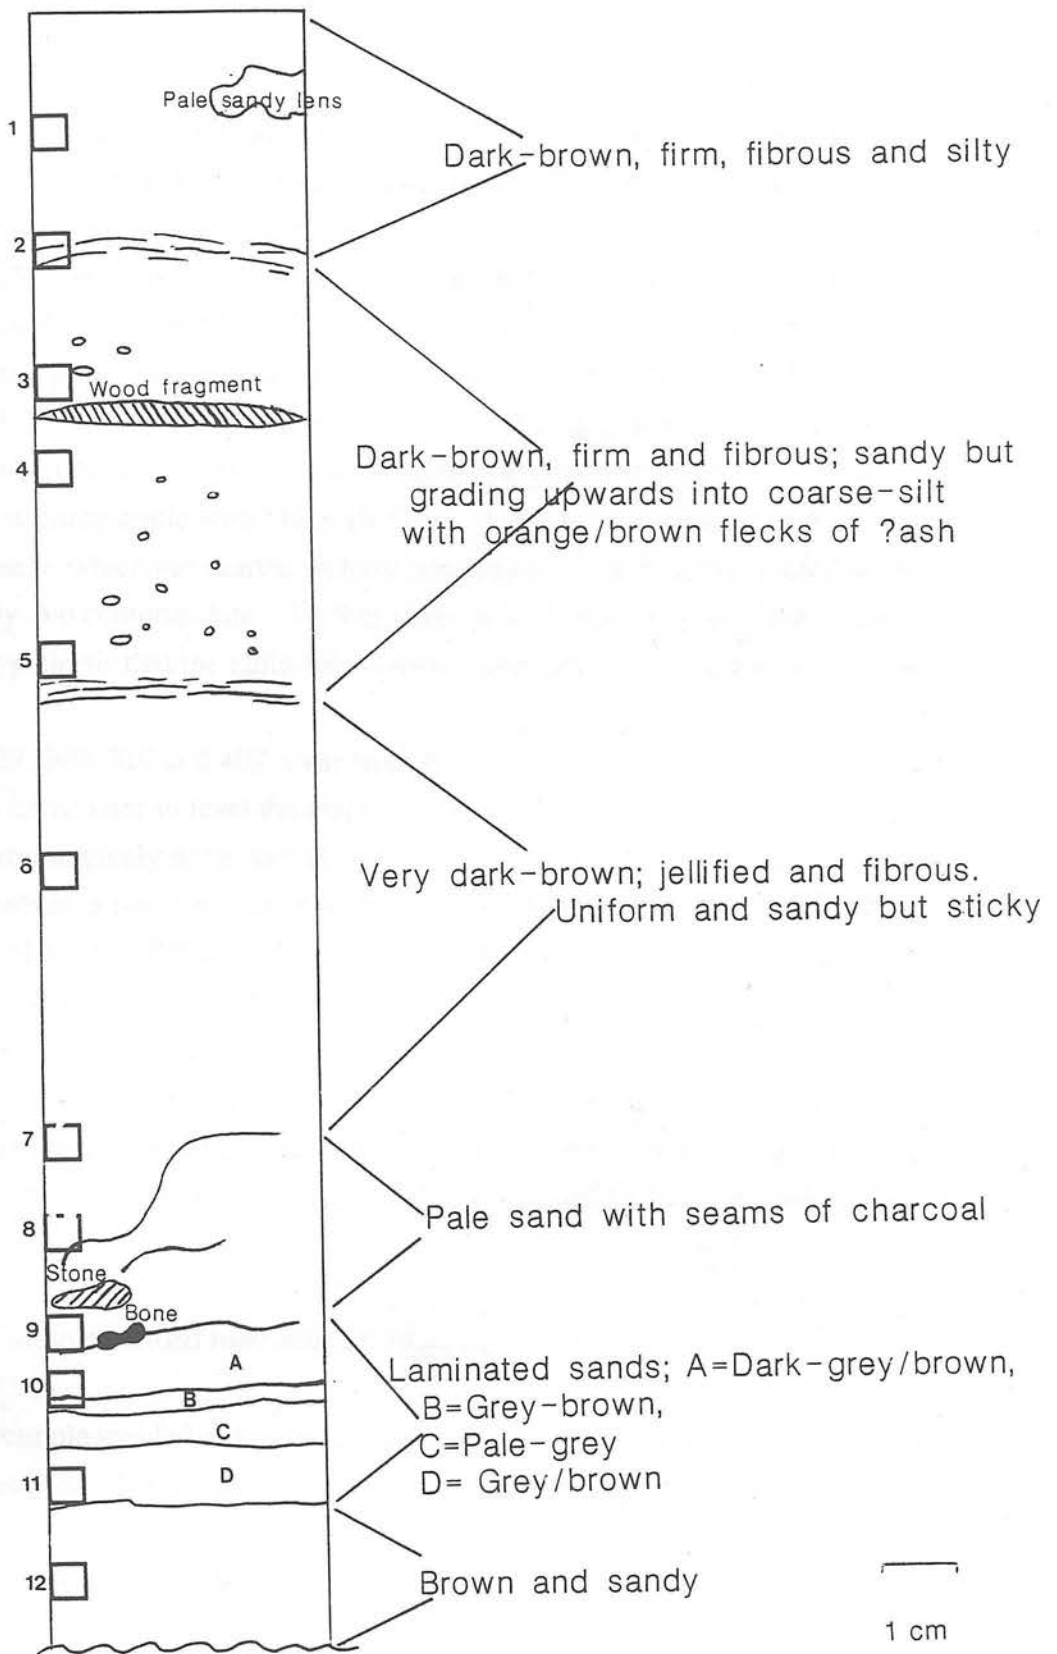 Pale sandy lens
1
Dark-brown, firm, fibrous and silty
2
3
Wood fragment
4
Dark-brown, firm and fibrous; sandy but
grading upwards into coarse-silt
with orange/brown flecks of ?ash
5
6
Very dark-brown; jellified and fibrous.
Uniform and sandy but sticky
7
8
Pale sand with seams of charcoal
Stone
Bone
9
A
Laminated sands; A=Dark-grey/brown,
10
B
B=Grey-brown,
C
C=Pale-grey
11
D
D= Grey/brown
12
Brown and sandy
1 cm